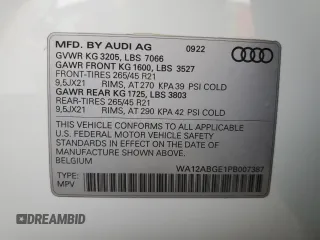 MFD. BY AUDI AG 0922
GVWR KG 3205, LBS 7066
GAWR FRONT KG 1600, LBS 3527
FRONT-TIRES 265/45 R21
9,5JX21 RIMS, AT 270 KPA 39 PSI COLD
GAWR REAR KG 1725, LBS 3803
REAR-TIRES 265/45 R21
9,5JX21 RIMS, AT 290 KPA 42 PSI COLD
THIS VEHICLE CONFORMS TO ALL APPLICABLE
U.S. FEDERAL MOTOR VEHICLE SAFETY
STANDARDS IN EFFECT ON THE DATE OF
MANUFACTURE SHOWN ABOVE.
BELGIUM
WA12ABGE1PB007387
TYPE:
MPV
DREAMBID